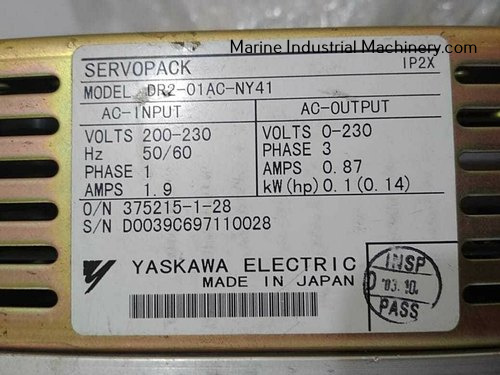 Marine Industrial Machinery.com
SERVOPACK IP2X
MODEL DR2-01AC-NY41
AC-INPUT
VOLTS 200-230
Hz 50/60
PHASE 1
AMPS 1.9
AC-OUTPUT
VOLTS 0-230
PHASE 3
AMPS 0.87
kW(hp) 0.1(0.14)
O/N 375215-1-28
S/N D0039C697110028
YASKAWA ELECTRIC
MADE IN JAPAN
INSP
D '03.10.
PASS